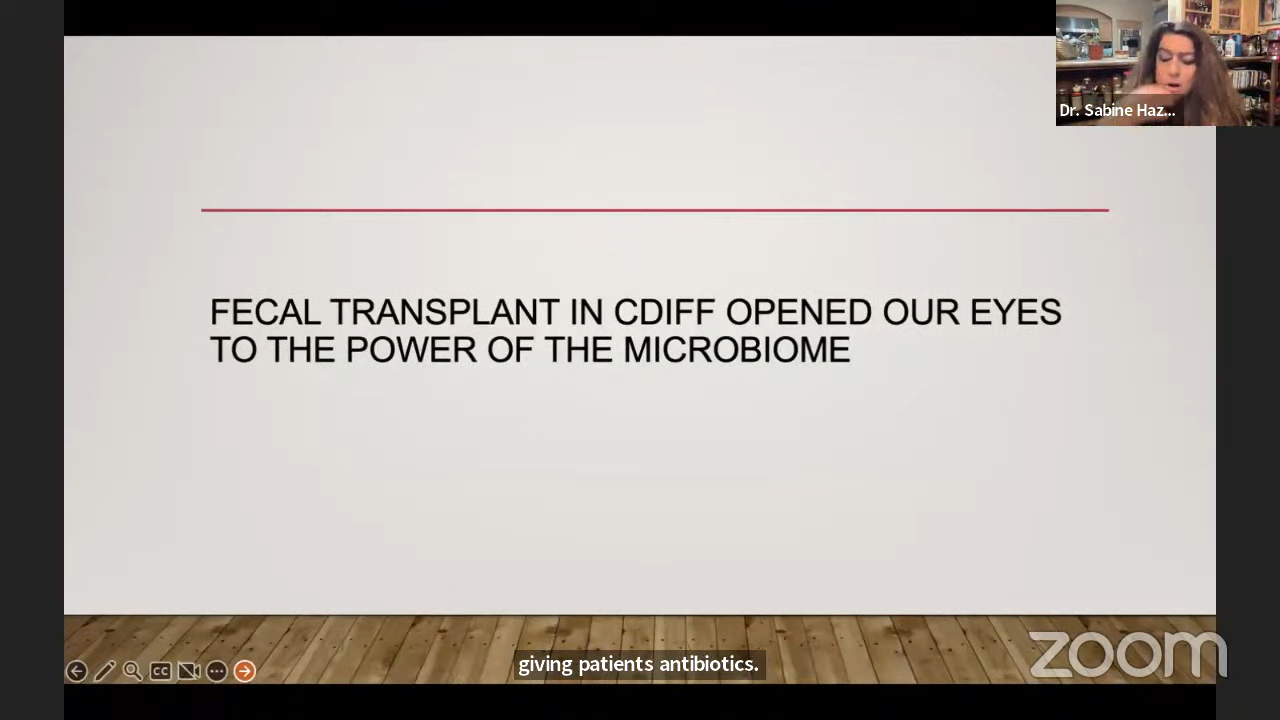 Dr. Sabine Haz...
FECAL TRANSPLANT IN CDIFF OPENED OUR EYES
TO THE POWER OF THE MICROBIOME
CC
giving patients antibiotics.
zoom